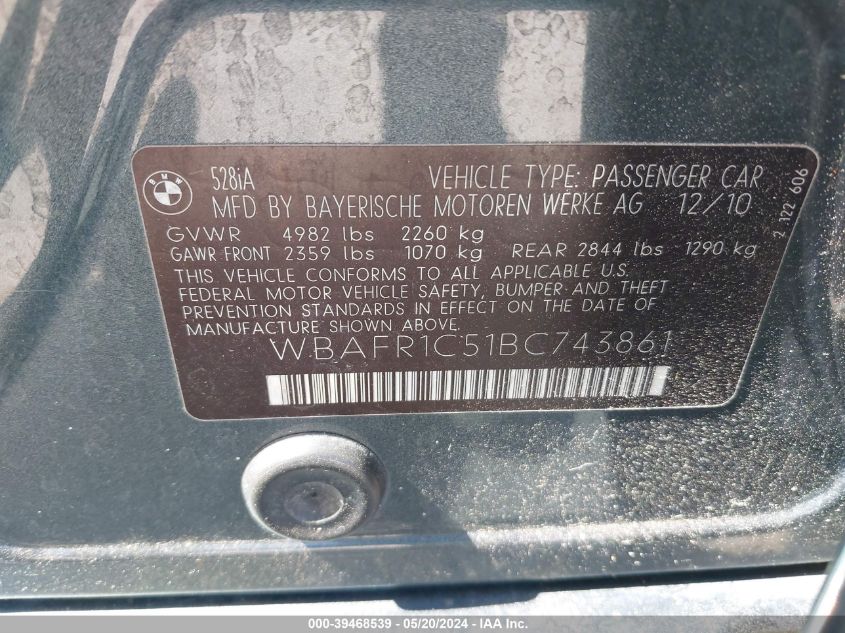 BMW
528iA VEHICLE TYPE: PASSENGER CAR
MFD BY BAYERISCHE MOTOREN WERKE AG 12/10
GVWR 4982 lbs 2260 kg
GAWR FRONT 2359 lbs 1070 kg REAR 2844 lbs 1290 kg
THIS VEHICLE CONFORMS TO ALL APPLICABLE U.S.
FEDERAL MOTOR VEHICLE SAFETY, BUMPER AND THEFT
PREVENTION STANDARDS IN EFFECT ON THE DATE OF
MANUFACTURE SHOWN ABOVE.
WBAFR1C51BC743861
2 122 606
000-39468539 - 05/20/2024 - IAA Inc.